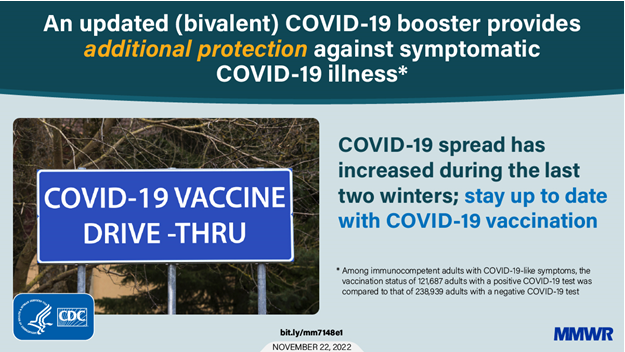 An updated (bivalent) COVID-19 booster provides
additional protection against symptomatic
COVID-19 illness*
COVID-19 VACCINE
DRIVE -THRU
COVID-19 spread has
increased during the last
two winters; stay up to date
with COVID-19 vaccination
* Among immunocompetent adults with COVID-19-like symptoms, the
vaccination status of 121,687 adults with a positive COVID-19 test was
compared to that of 238,939 adults with a negative COVID-19 test
CDC
bit.ly/mm7148e1
NOVEMBER 22, 2022
MMWR